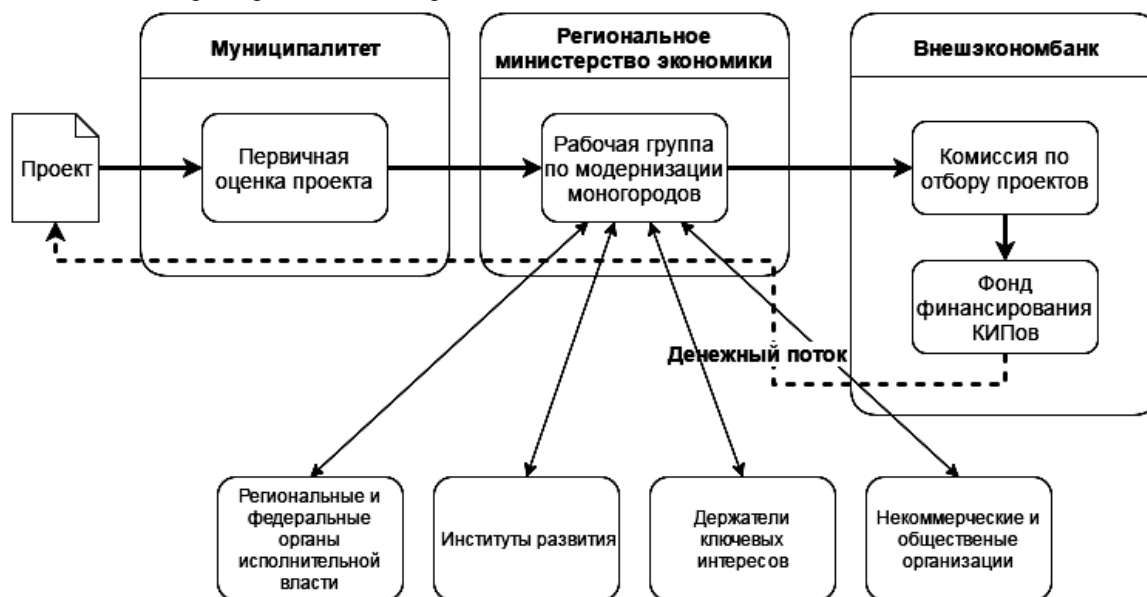 Муниципалитет
Региональное
министерство экономики
Внешэкономбанк
Проект
Первичная
оценка проекта
Рабочая группа
по модернизации
моногородов
Комиссия по
отбору проектов
Фонд
финансирования
КИПов
Денежный поток
Региональные и
федеральные
органы
исполнительной
власти
Институты развития
Держатели
ключевых
интересов
Некоммерческие и
общественые
организации